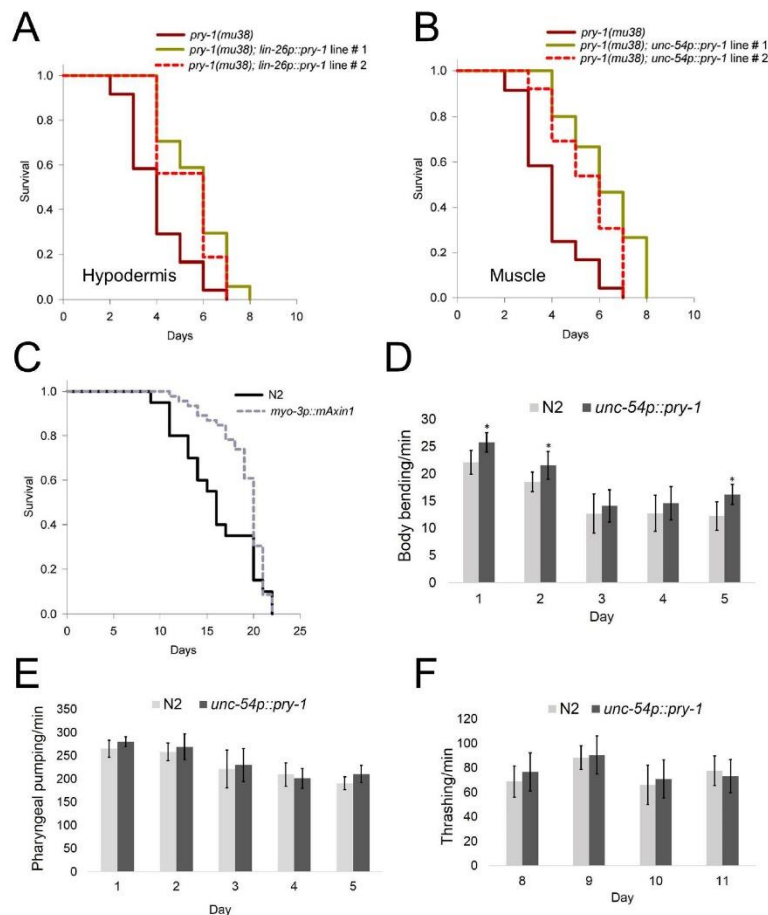 A
pry-1(mu38)
pry-1(mu38); lin-26p::pry-1 line # 1
pry-1(mu38); lin-26p::pry-1 line # 2
1.0
0.8
0.6
0.4
0.2
0.0
Survival
Hypodermis
0 2 4 6 8 10
Days
B
pry-1(mu38)
pry-1(mu38); unc-54p::pry-1 line # 1
pry-1(mu38); unc-54p::pry-1 line # 2
1.0
0.8
0.6
0.4
0.2
0.0
Survival
Muscle
0 2 4 6 8 10
Days
C
N2
myo-3p::mAxin1
1.0
0.8
0.6
0.4
0.2
0.0
Survival
0 5 10 15 20 25
Days
D
N2 unc-54p::pry-1
30
25
20
15
10
5
0
Body bending/min
* * *
1 2 3 4 5
Day
E
N2 unc-54p::pry-1
350
300
250
200
150
100
50
000
Pharyngeal pumping/min
1 2 3 4 5
Day
F
N2 unc-54p::pry-1
120
100
80
60
40
20
0
Thrashing/min
8 9 10 11
Day